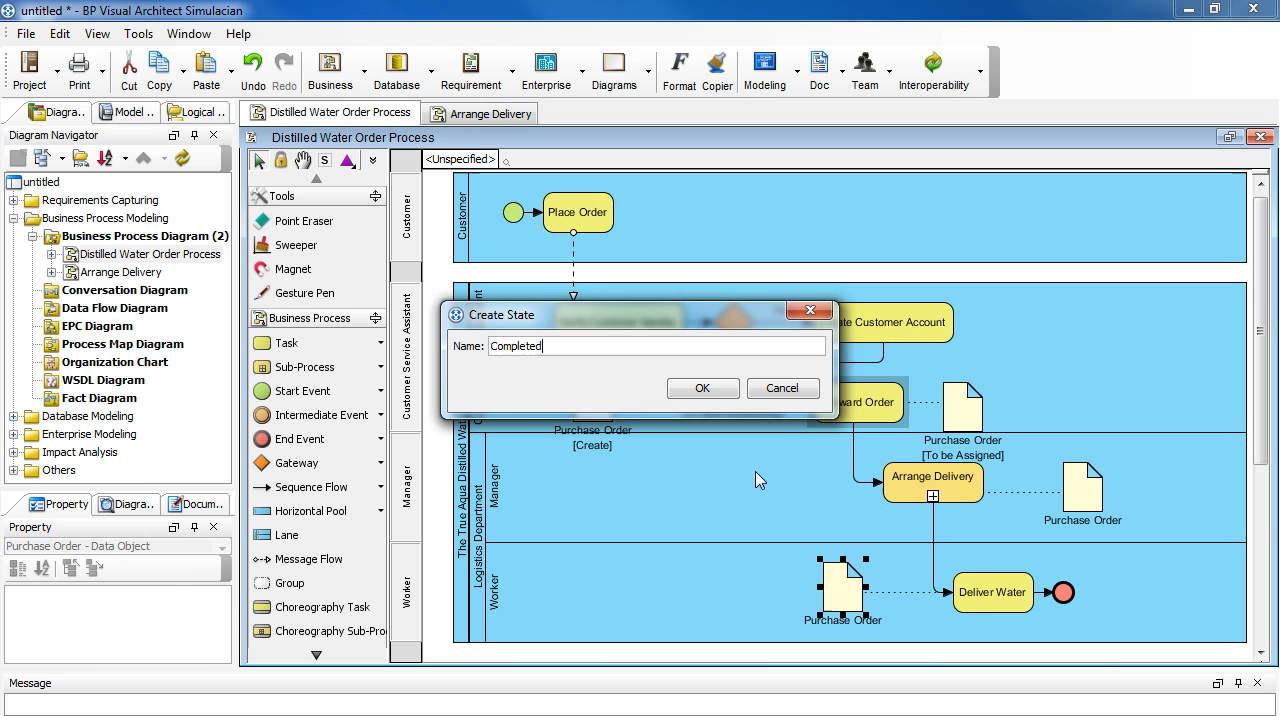 untitled * - BP Visual Architect Simulacian
File Edit View Tools Window Help
Project Print Cut Copy Paste Undo Redo Business Database Requirement Enterprise Diagrams Format Copier Modeling Doc Team Interoperability
Diagra.. Model .. Logical ..
Distilled Water Order Process Arrange Delivery
Diagram Navigator
untitled
Requirements Capturing
Business Process Modeling
Business Process Diagram (2)
Distilled Water Order Process
Arrange Delivery
Conversation Diagram
Data Flow Diagram
EPC Diagram
Process Map Diagram
Organization Chart
WSDL Diagram
Fact Diagram
Database Modeling
Enterprise Modeling
Impact Analysis
Others
Property Diagra.. Docum..
Property
Purchase Order - Data Object
Distilled Water Order Process
S
Tools
Point Eraser
Sweeper
Magnet
Gesture Pen
Business Process
Task
Sub-Process
Start Event
Intermediate Event
End Event
Gateway
Sequence Flow
Horizontal Pool
Lane
Message Flow
Group
Choreography Task
Choreography Sub-Pro
<Unspecified>
Customer
Customer Service Assistant
Manager
Worker
Customer
Place Order
The True Aqua Distilled Wat
Customer Account
ward Order
Purchase Order
[Create]
Purchase Order
[To be Assigned]
Logistics Department
Manager
Arrange Delivery
Purchase Order
Worker
Purchase Order
Deliver Water
Create State
Name: Completed
OK Cancel
Message